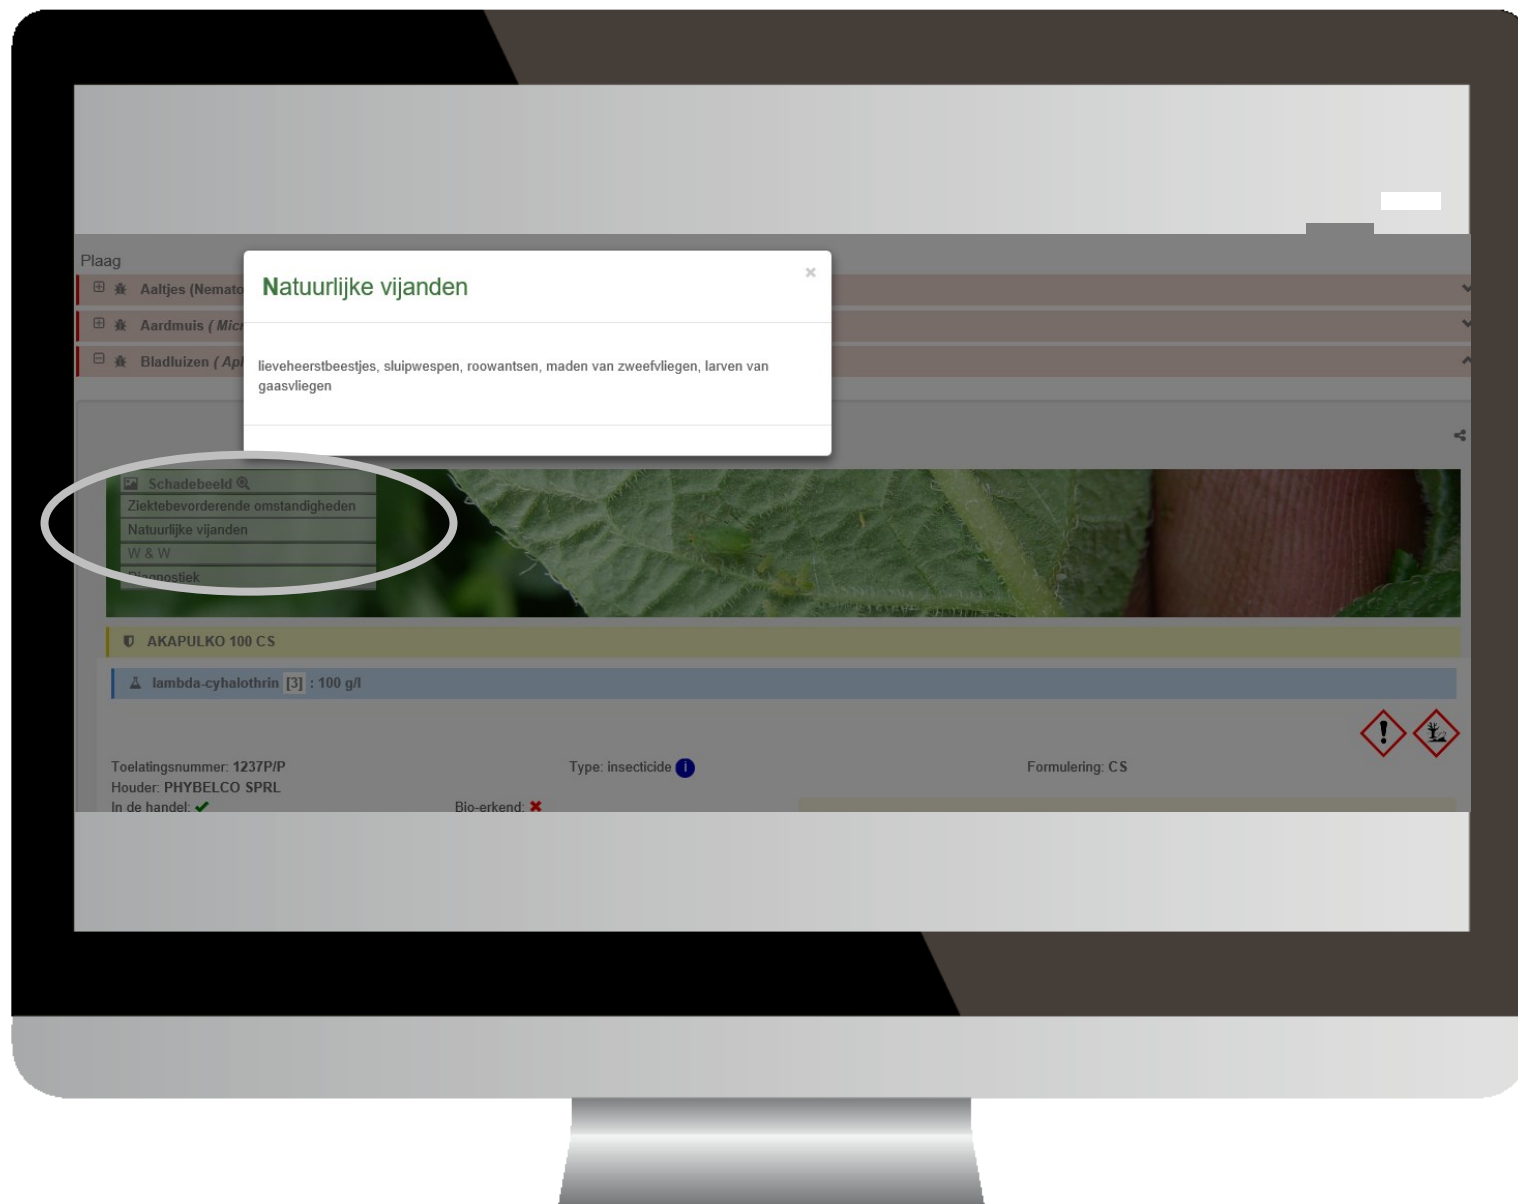 Plaag
Aaltjes (Nemato
Aardmuis ( Micr
Bladluizen ( Aph
Natuurlijke vijanden
×
lieveheerstbeestjes, sluipwespen, roowantsen, maden van zweefvliegen, larven van
gaasvliegen
Schadebeeld
Ziektebevorderende omstandigheden
Natuurlijke vijanden
W & W
Diagnostiek
AKAPULKO 100 CS
lambda-cyhalothrin [3] : 100 g/l
Toelatingsnummer: 1237P/P Type: insecticide i Formulering: CS
Houder: PHYBELCO SPRL
In de handel: ✔ Bio-erkend: ✖